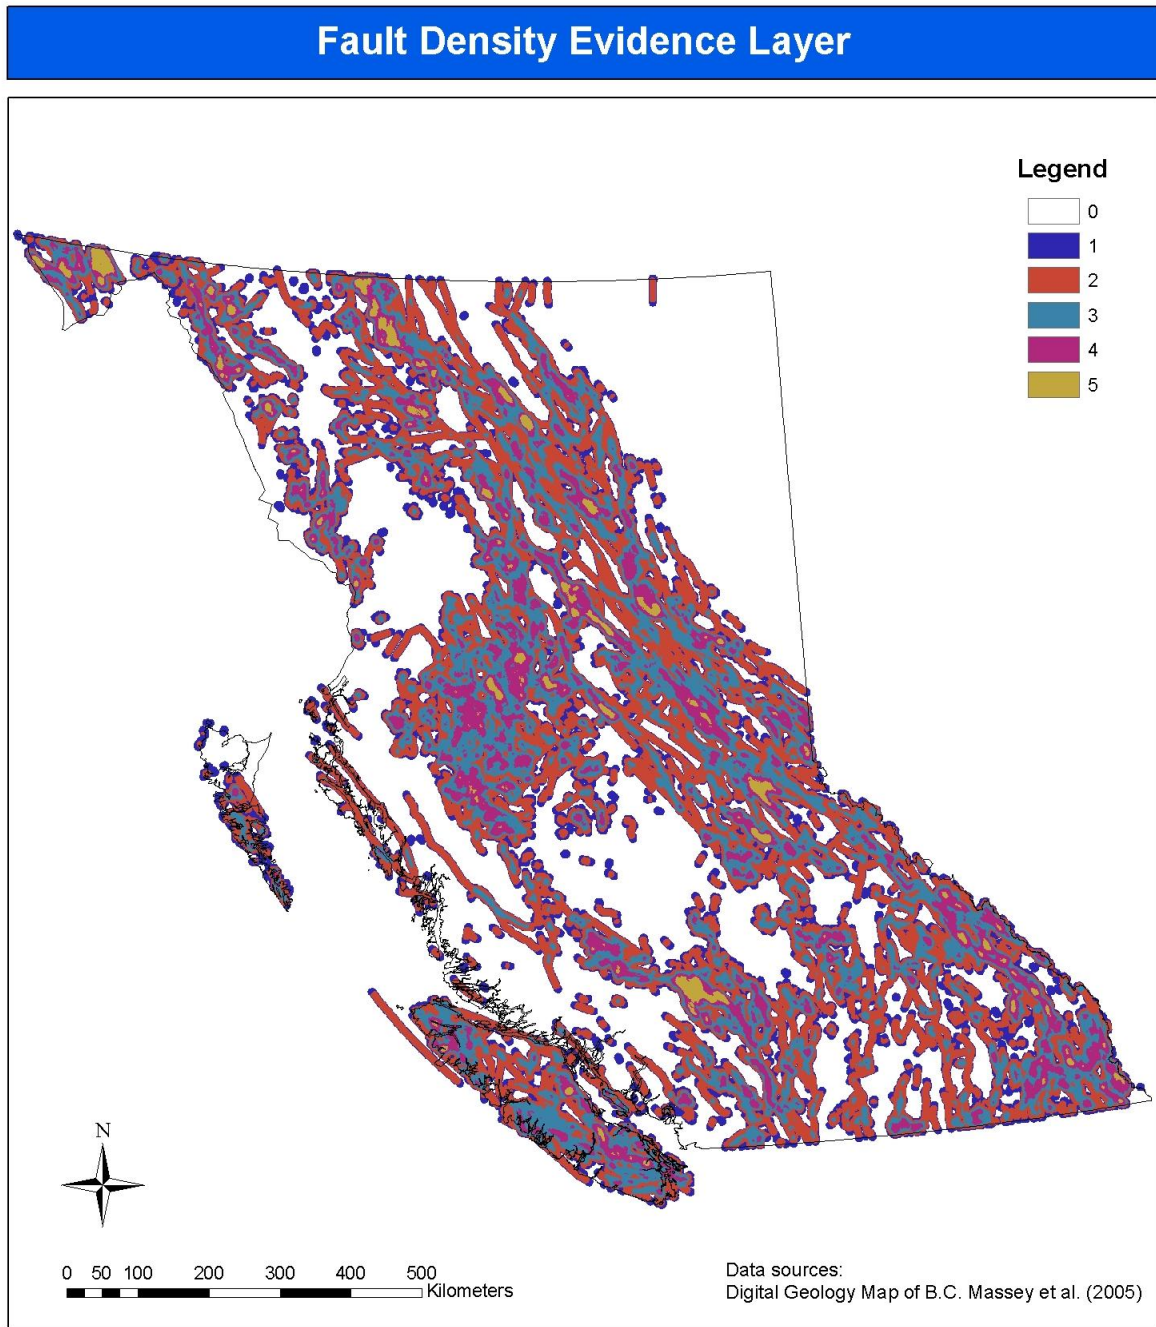 Fault Density Evidence Layer
Legend
0
1
2
3
4
5
N
0 50 100 200 300 400 500
Kilometers
Data sources:
Digital Geology Map of B.C. Massey et al. (2005)